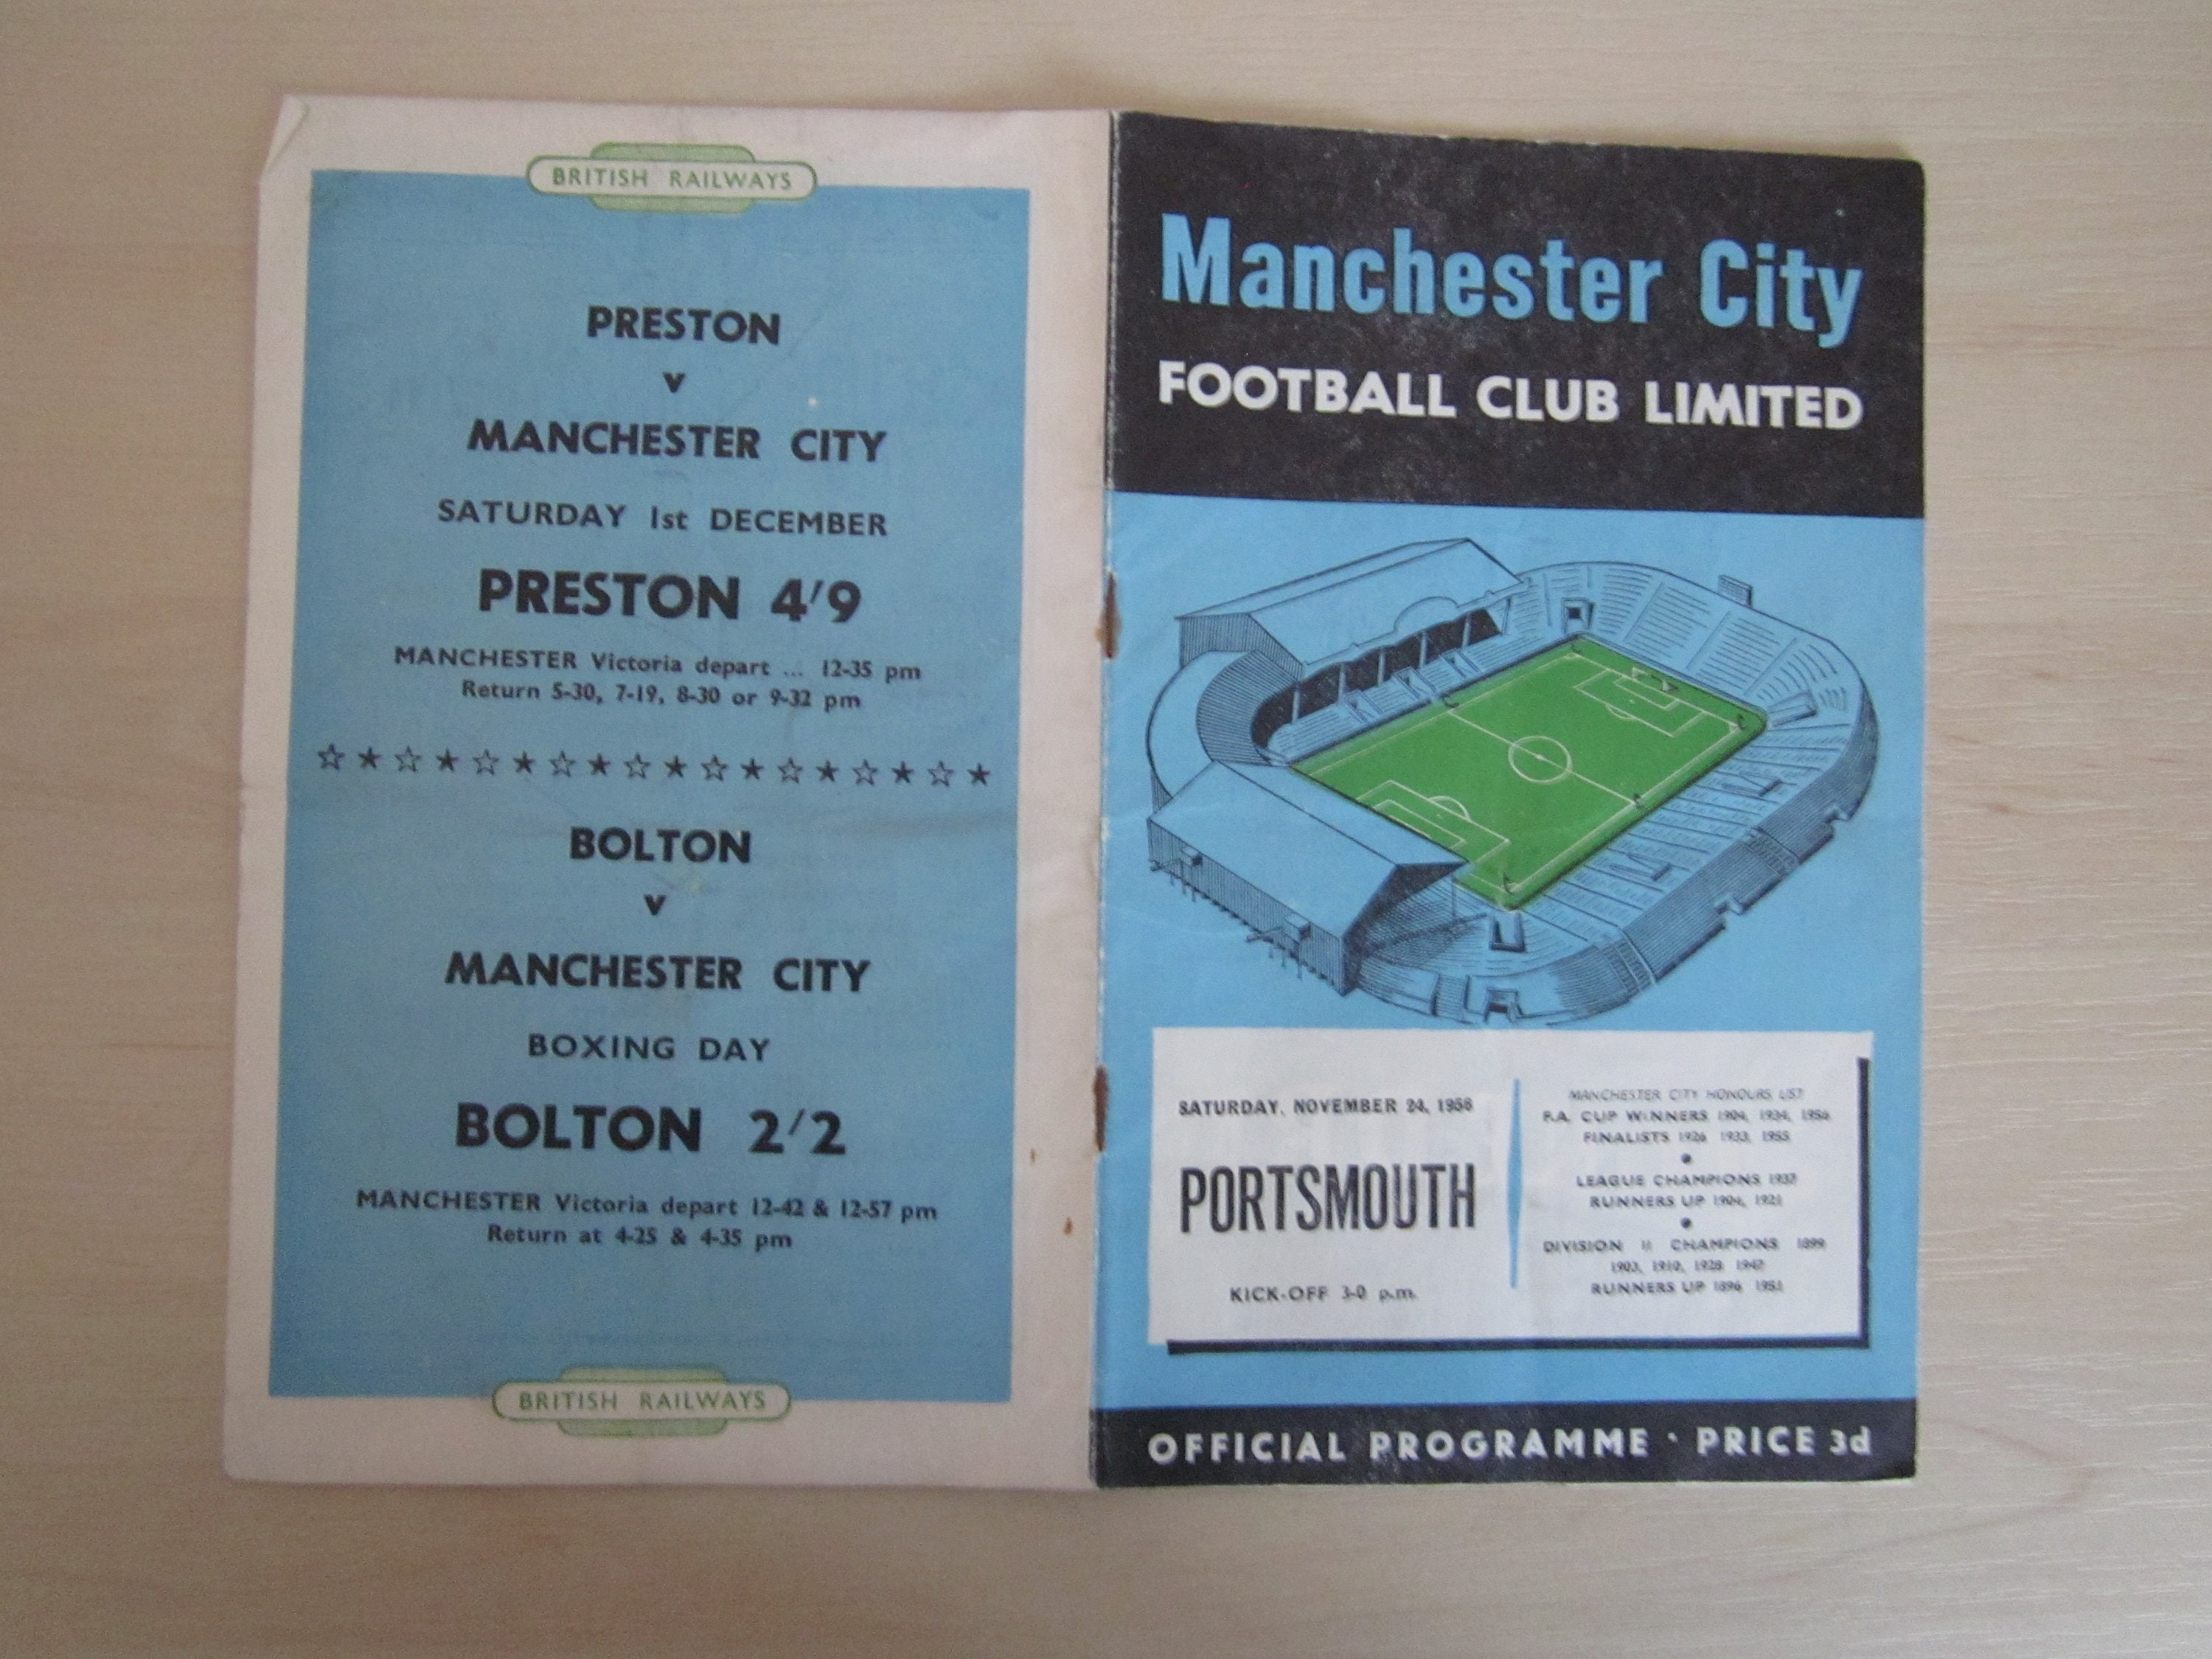 BRITISH RAILWAYS
PRESTON
v
MANCHESTER CITY
SATURDAY 1st DECEMBER
PRESTON 4'9
MANCHESTER Victoria depart ... 12-35 pm
Return 5-30, 7-19, 8-30 or 9-32 pm
BOLTON
v
MANCHESTER CITY
BOXING DAY
BOLTON 2'2
MANCHESTER Victoria depart 12-42 & 12-57 pm
Return at 4-25 & 4-35 pm
BRITISH RAILWAYS
Manchester City
FOOTBALL CLUB LIMITED
SATURDAY, NOVEMBER 24, 1956
PORTSMOUTH
KICK-OFF 3-0 p.m.
MANCHESTER CITY HONOURS LIST
F.A. CUP WINNERS 1904, 1934, 1956
FINALISTS 1926 1933, 1955
LEAGUE CHAMPIONS 1937
RUNNERS UP 1904, 1921
DIVISION II CHAMPIONS 1899
1903, 1910, 1928 1947
RUNNERS UP 1896 1951
OFFICIAL PROGRAMME · PRICE 3d